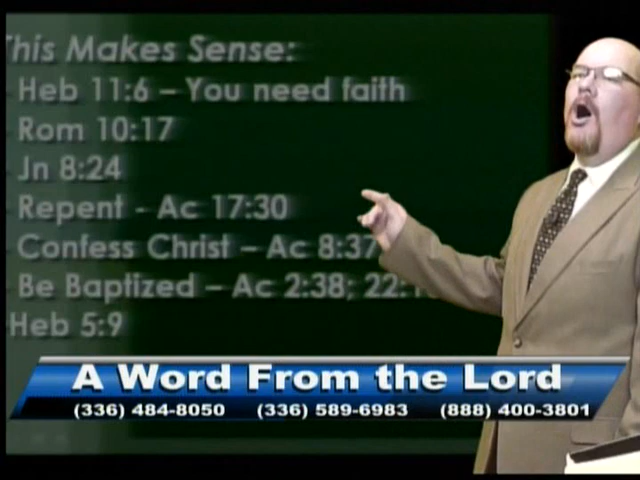 This Makes Sense:
Heb 11:6 – You need faith
Rom 10:17
Jn 8:24
Repent - Ac 17:30
Confess Christ – Ac 8:37
Be Baptized – Ac 2:38;
Heb 5:9
A Word From the Lord
(336) 484-8050 (336) 589-6983 (888) 400-3801